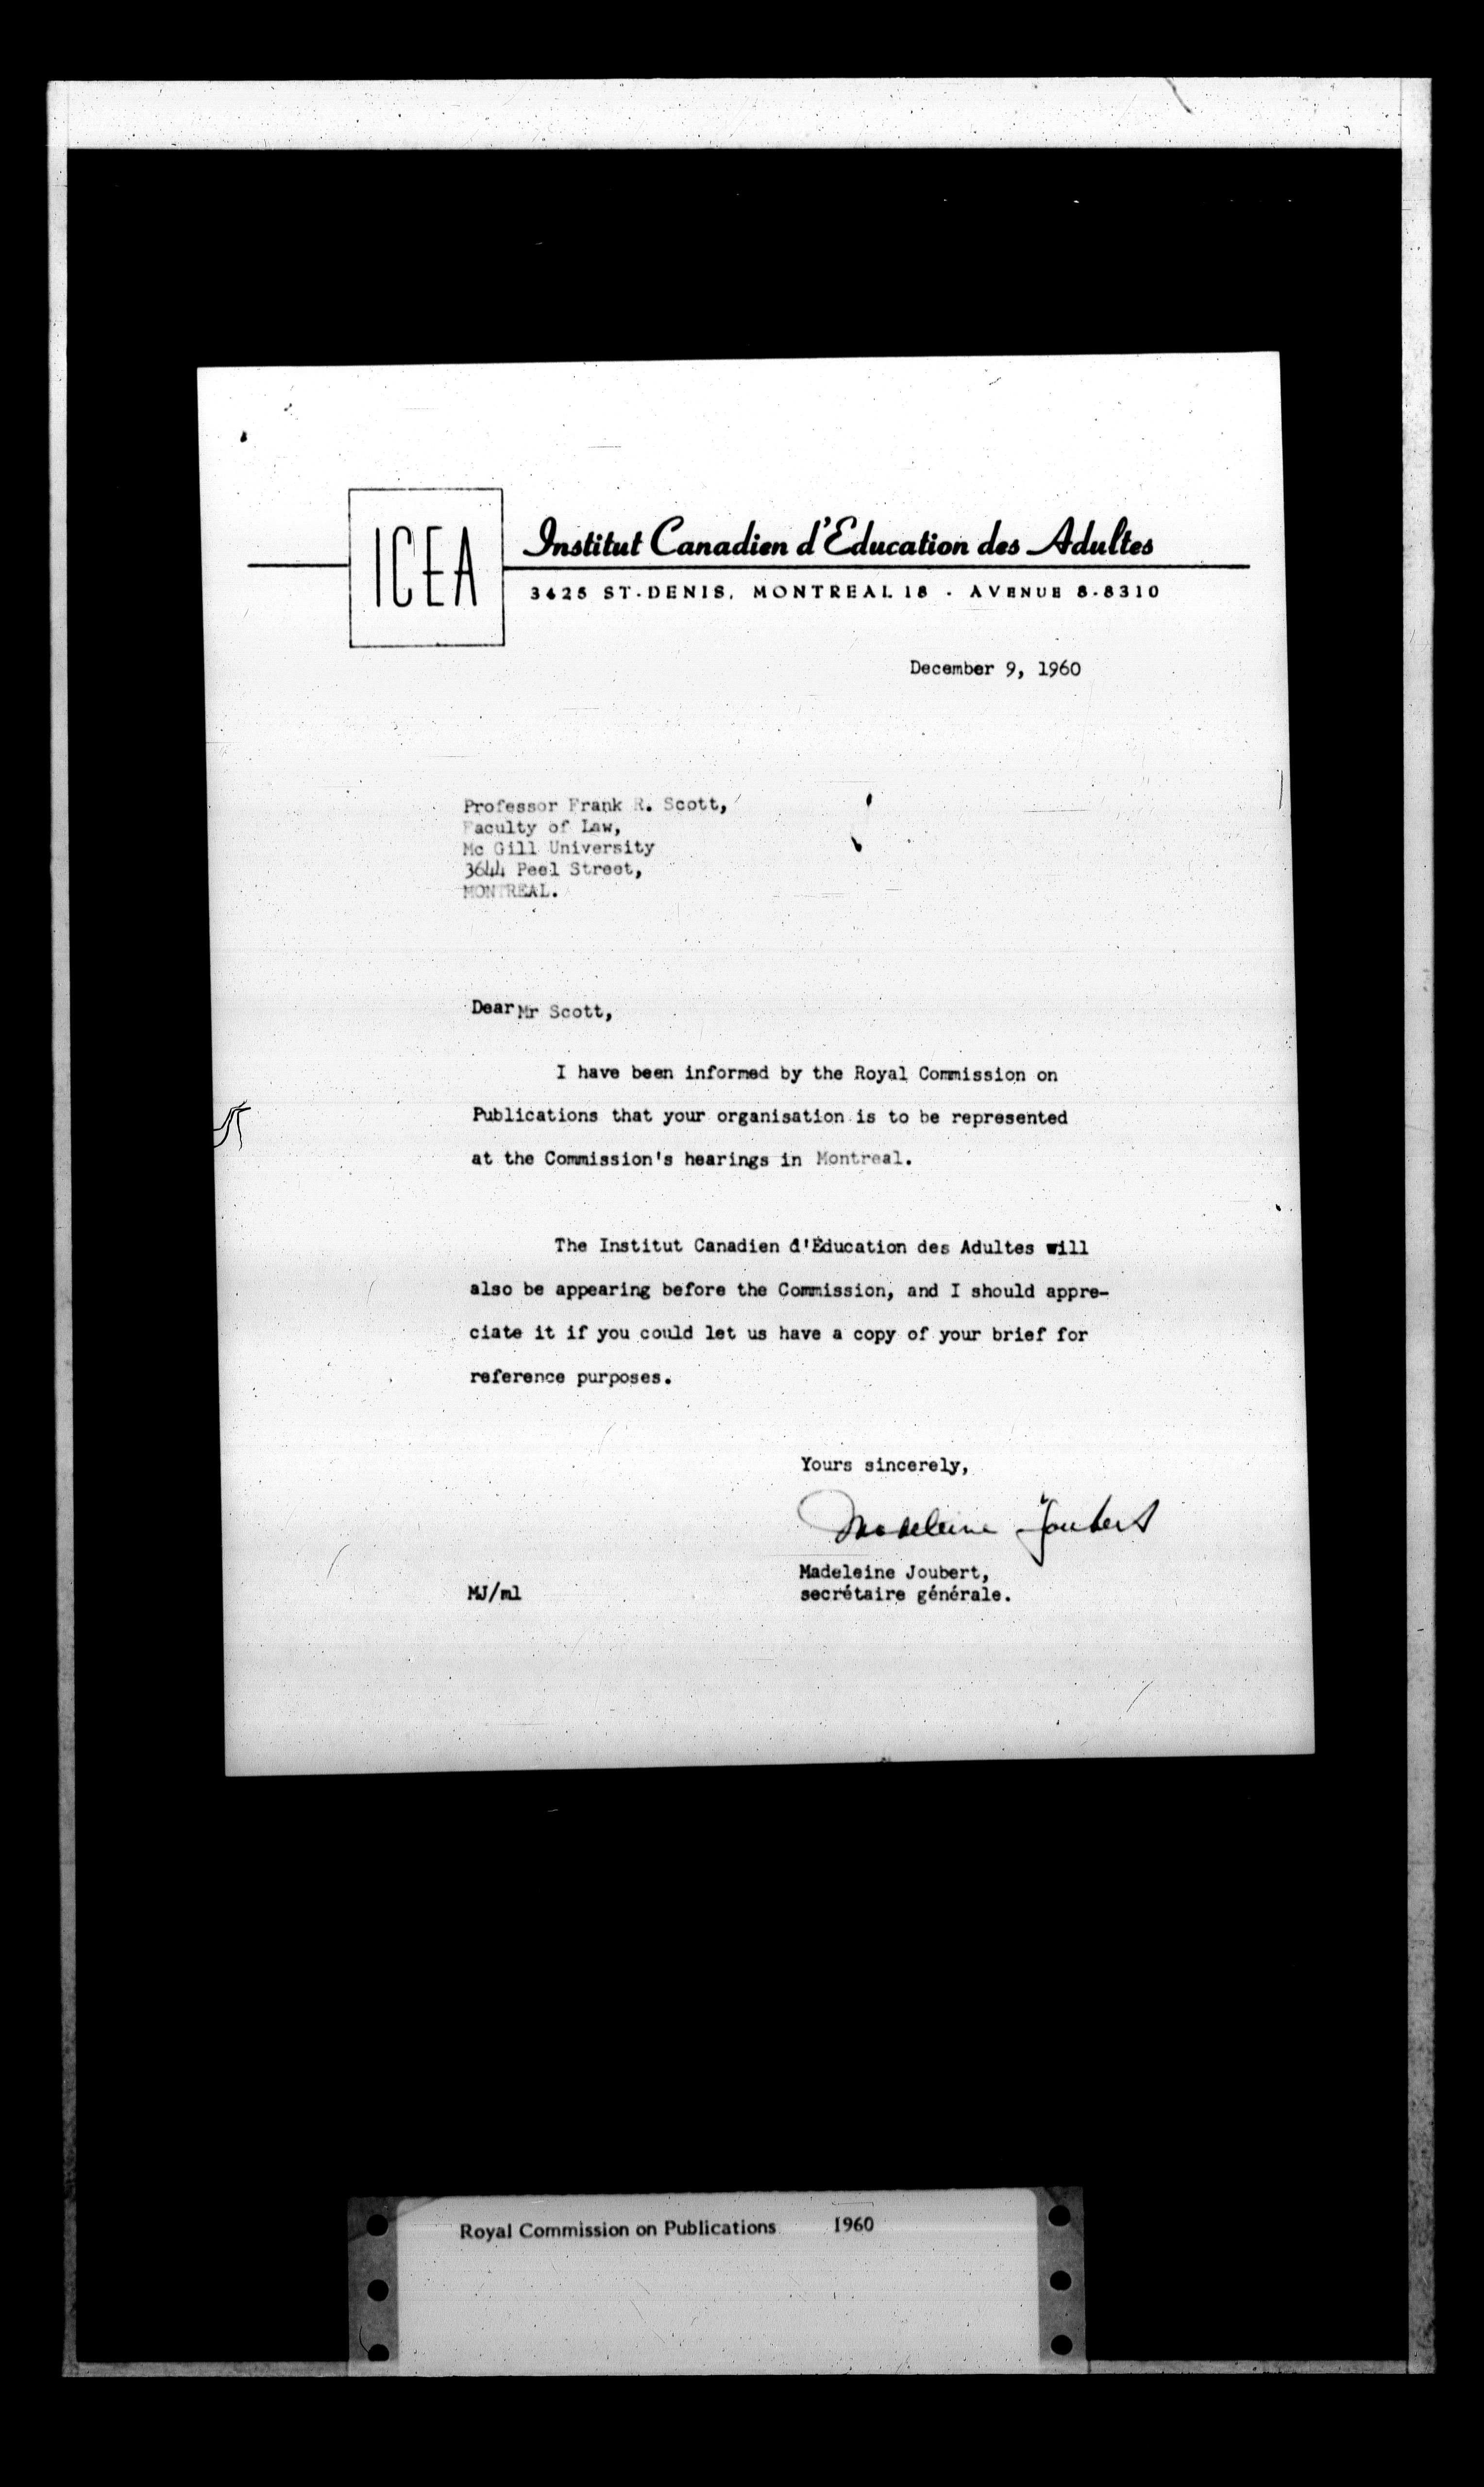 ICEA
Institut Canadien d'Education des Adultes
3425 ST-DENIS, MONTREAL 18 - AVENUE 8-8310
December 9, 1960
Professor Frank R. Scott,
Faculty of Law,
Mc Gill University
3644 Peel Street,
MONTREAL.
Dear Mr Scott,
I have been informed by the Royal Commission on
Publications that your organisation is to be represented
at the Commission's hearings in Montreal.
The Institut Canadien d'Éducation des Adultes will
also be appearing before the Commission, and I should appre-
ciate it if you could let us have a copy of your brief for
reference purposes.
Yours sincerely,
Madeleine Joubert
Madeleine Joubert,
secrétaire générale.
MJ/ml
Royal Commission on Publications 1960